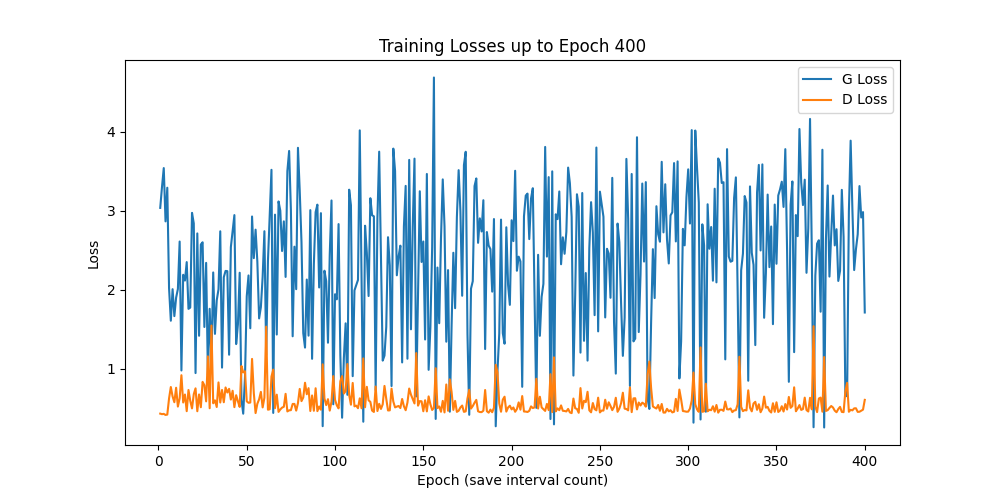 Training Losses up to Epoch 400
G Loss
D Loss
Loss
4
3
2
1
0 50 100 150 200 250 300 350 400
Epoch (save interval count)